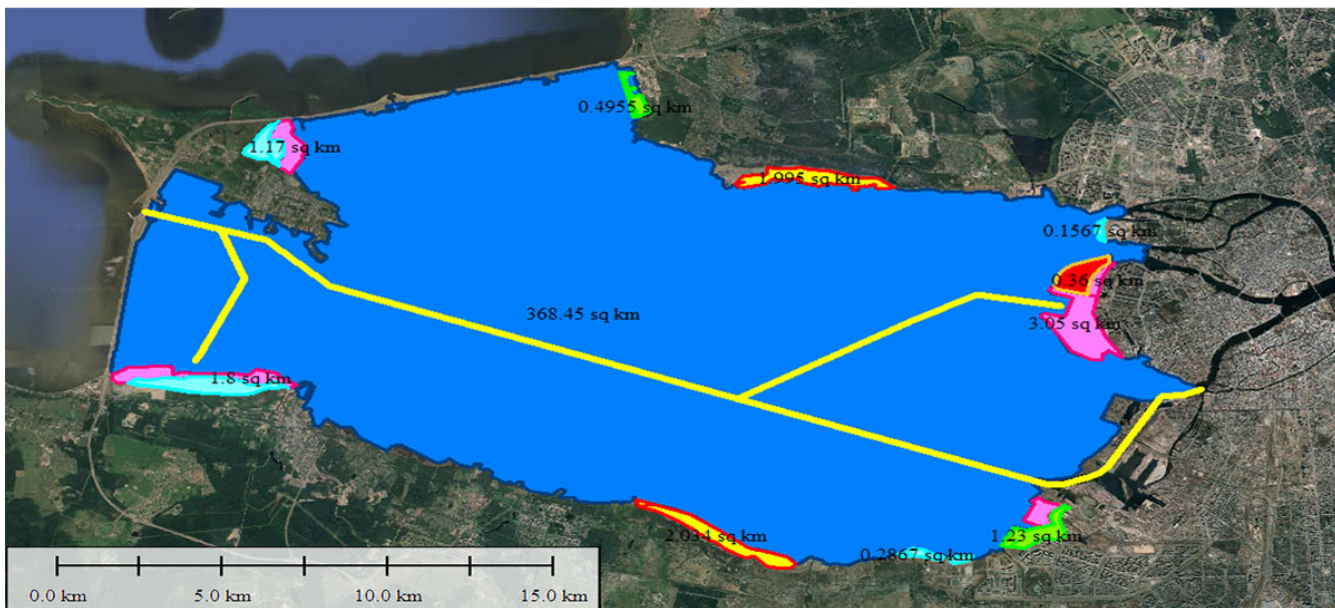 0.4955 sq km
1.17 sq km
1.995 sq km
0.1567 sq km
0.36 sq km
368.45 sq km
3.05 sq km
1.8 sq km
2.034 sq km
1.23 sq km
0.2867 sq km
0.0 km 5.0 km 10.0 km 15.0 km